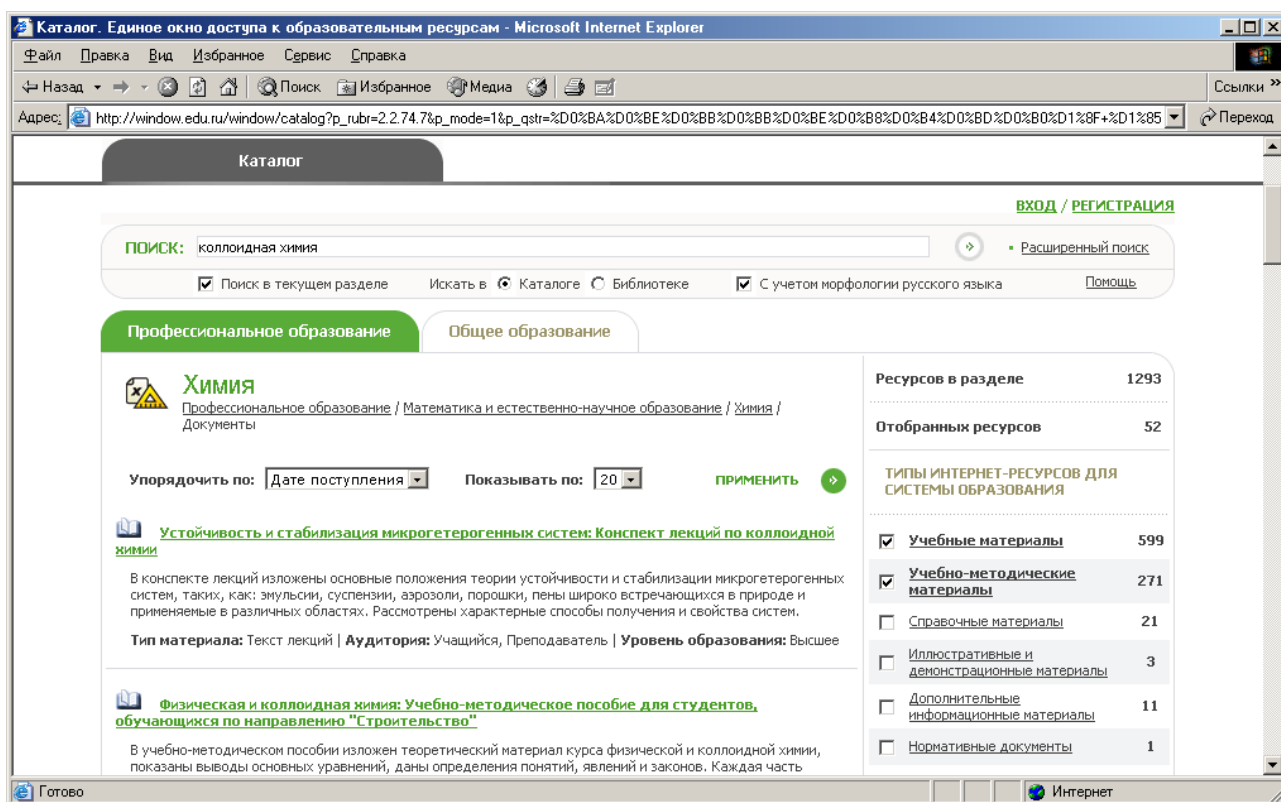 Каталог. Единое окно доступа к образовательным ресурсам - Microsoft Internet Explorer
Файл Правка Вид Избранное Сервис Справка
Назад Поиск Избранное Медиа Ссылки »
Адрес: http://window.edu.ru/window/catalog?p_rubr=2.2.74.7&p_mode=1&p_qstr=%D0%BA%D0%BE%D0%BB%D0%BB%D0%BE%D0%B8%D0%B4%D0%BD%D0%B0%D1%8F+%D1%85 Переход
Каталог
ВХОД / РЕГИСТРАЦИЯ
ПОИСК: коллоидная химия Расширенный поиск
Поиск в текущем разделе Искать в Каталоге Библиотеке С учетом морфологии русского языка Помощь
Профессиональное образование Общее образование
Химия
Профессиональное образование / Математика и естественно-научное образование / Химия /
Документы
Упорядочить по: Дате поступления Показывать по: 20 ПРИМЕНИТЬ
Устойчивость и стабилизация микрогетерогенных систем: Конспект лекций по коллоидной
химии
В конспекте лекций изложены основные положения теории устойчивости и стабилизации микрогетерогенных
систем, таких, как: эмульсии, суспензии, аэрозоли, порошки, пены широко встречающихся в природе и
применяемые в различных областях. Рассмотрены характерные способы получения и свойства систем.
Тип материала: Текст лекций | Аудитория: Учащийся, Преподаватель | Уровень образования: Высшее
Физическая и коллоидная химия: Учебно-методическое пособие для студентов,
обучающихся по направлению "Строительство"
В учебно-методическом пособии изложен теоретический материал курса физической и коллоидной химии,
показаны выводы основных уравнений, даны определения понятий, явлений и законов. Каждая часть
Ресурсов в разделе 1293
Отобранных ресурсов 52
ТИПЫ ИНТЕРНЕТ-РЕСУРСОВ ДЛЯ
СИСТЕМЫ ОБРАЗОВАНИЯ
Учебные материалы 599
Учебно-методические
материалы 271
Справочные материалы 21
Иллюстративные и
демонстрационные материалы 3
Дополнительные
информационные материалы 11
Нормативные документы 1
Готово Интернет